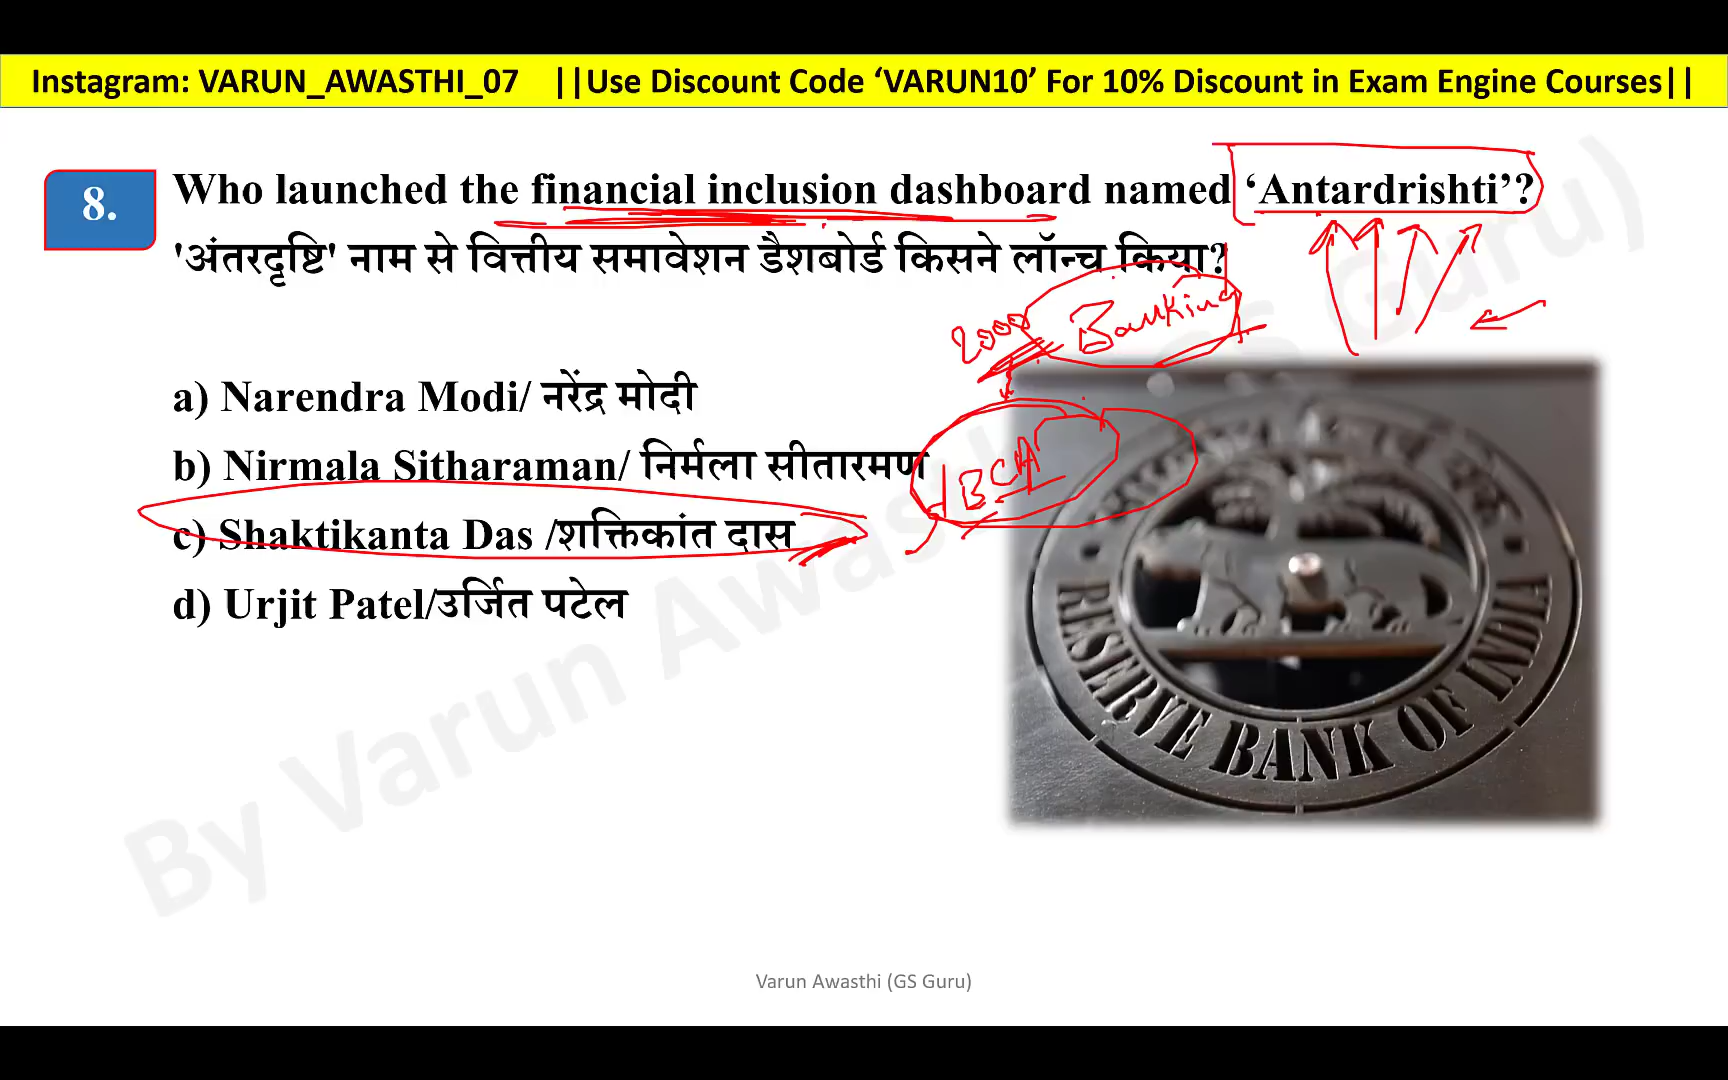 Instagram: VARUN_AWASTHI_07 ||Use Discount Code ‘VARUN10’ For 10% Discount in Exam Engine Courses||
8.
Who launched the financial inclusion dashboard named ‘Antardrishti’?
'अंतरदृष्टि' नाम से वित्तीय समावेशन डैशबोर्ड किसने लॉन्च किया?
2000 Banking
a) Narendra Modi/ नरेंद्र मोदी
b) Nirmala Sitharaman/ निर्मला सीतारमण
c) Shaktikanta Das /शक्तिकांत दास
d) Urjit Patel/उर्जित पटेल
RESERVE BANK OF INDIA
By Varun Awasthi (GS Guru)
Varun Awasthi (GS Guru)